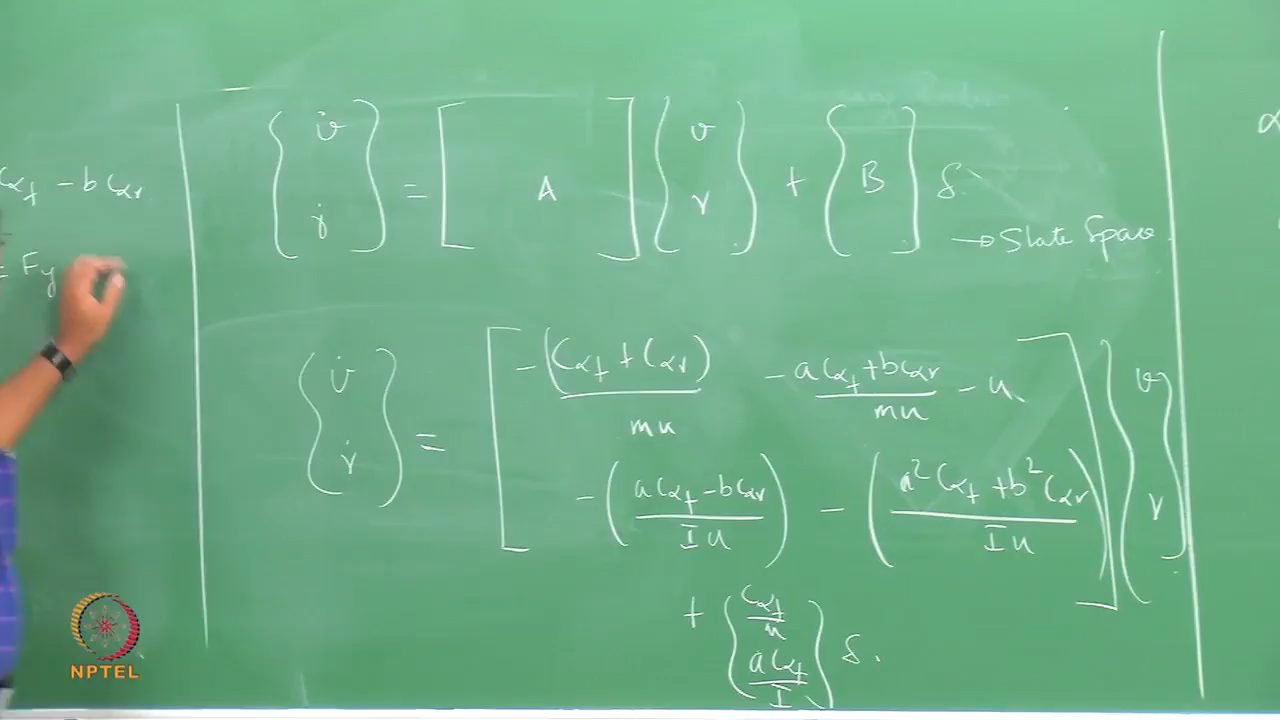 Cαf - bCαr
= Fy
{ v̇ ṙ } = [ A ] { v r } + { B } δ
→ State Space
{ v̇ ṙ } = [ -(Cαf + Cαr)/mu   -aCαf + bCαr/mu - u
-(aCαf - bCαr/Iu)   -(a²Cαf + b²Cαr/Iu) ] { v r }
+ { Cαf/m   aCαf/I } δ.
α
NPTEL